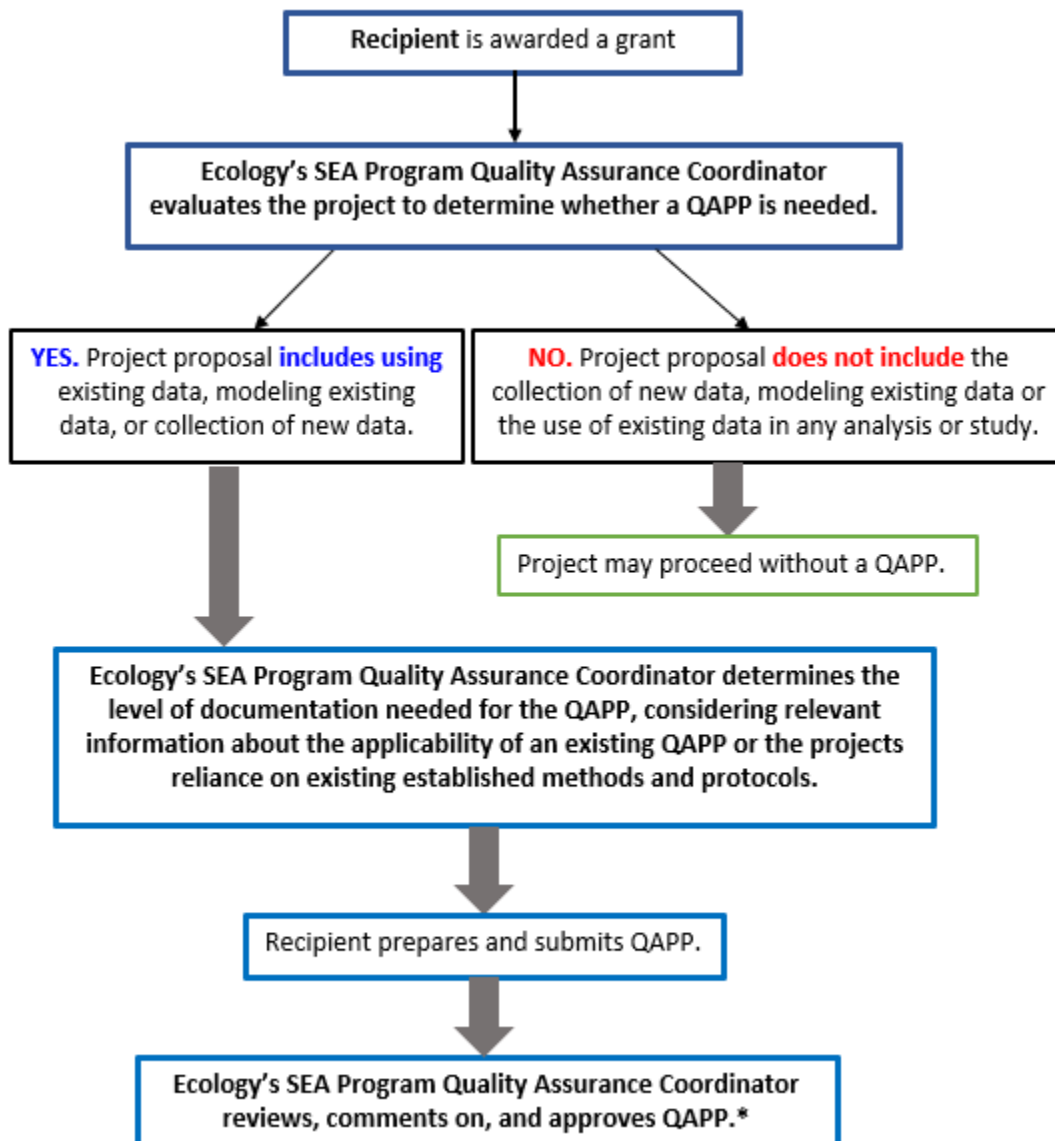 Recipient is awarded a grant
Ecology’s SEA Program Quality Assurance Coordinator
evaluates the project to determine whether a QAPP is needed.
YES. Project proposal includes using
existing data, modeling existing
data, or collection of new data.
NO. Project proposal does not include the
collection of new data, modeling existing data or
the use of existing data in any analysis or study.
Project may proceed without a QAPP.
Ecology’s SEA Program Quality Assurance Coordinator determines the
level of documentation needed for the QAPP, considering relevant
information about the applicability of an existing QAPP or the projects
reliance on existing established methods and protocols.
Recipient prepares and submits QAPP.
Ecology’s SEA Program Quality Assurance Coordinator
reviews, comments on, and approves QAPP.*